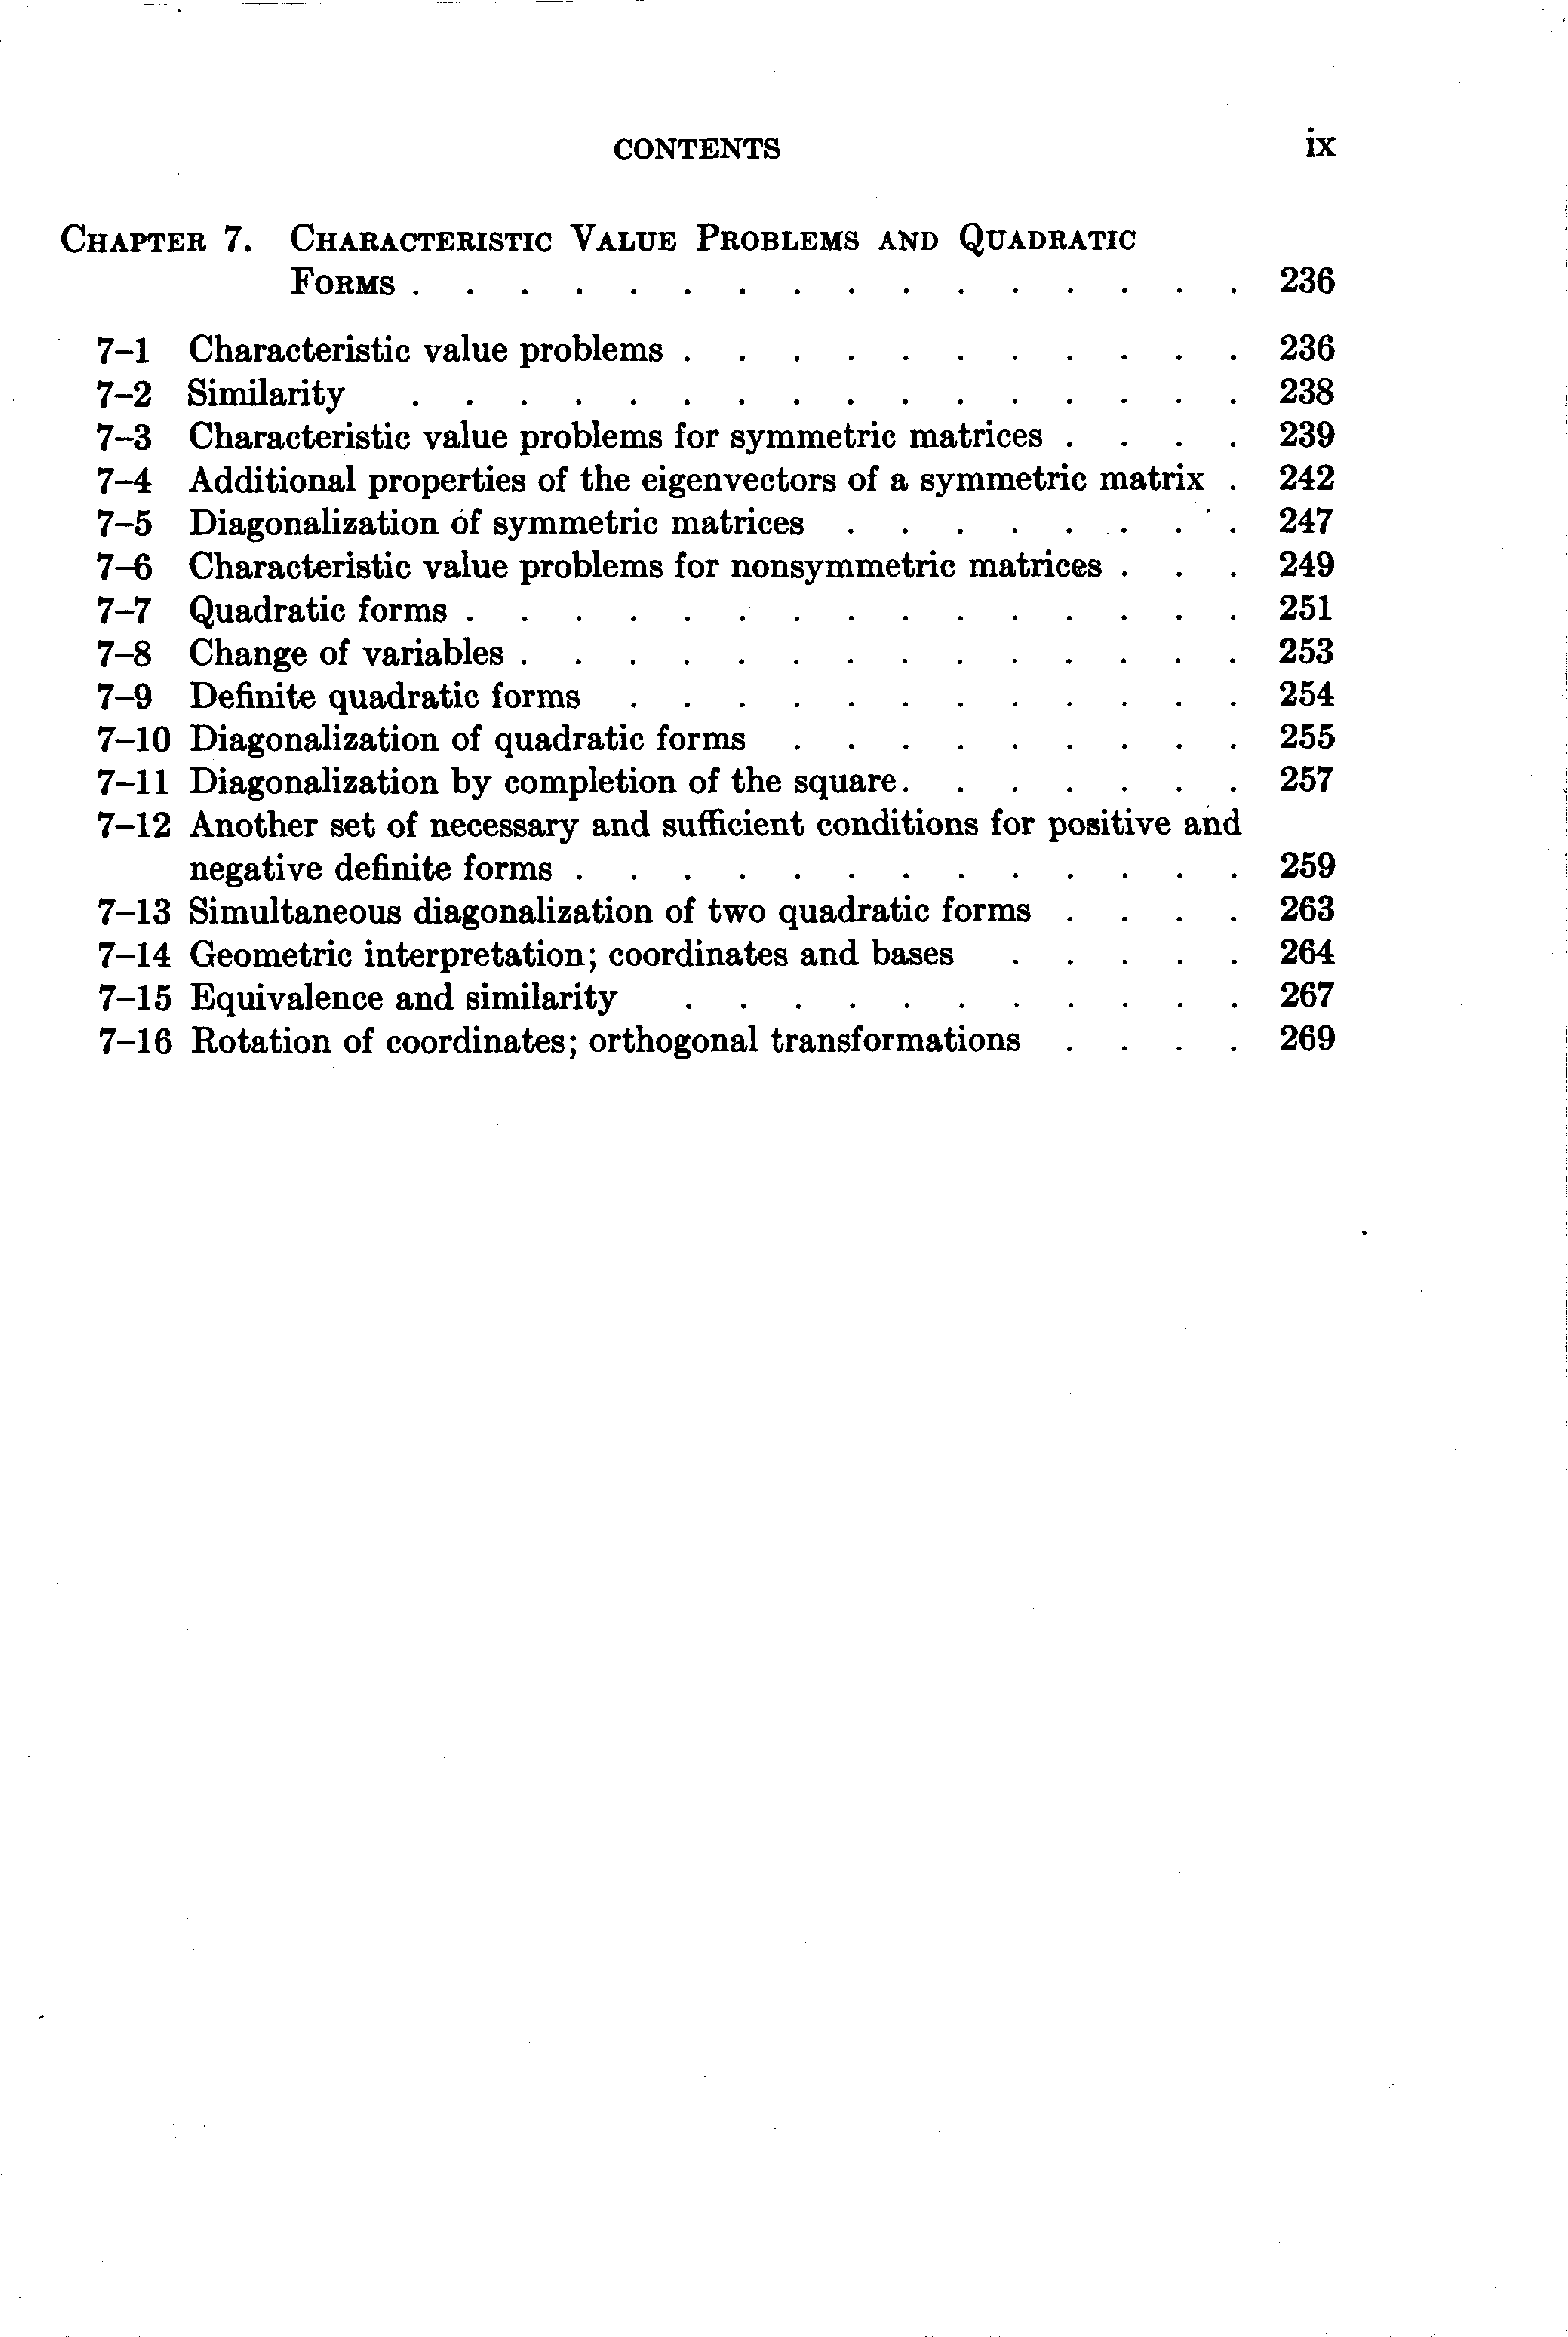 CONTENTS ix
CHAPTER 7. CHARACTERISTIC VALUE PROBLEMS AND QUADRATIC
FORMS . . . . . . . . . . . . . . . . 236
7–1 Characteristic value problems . . . . . . . . . . . 236
7–2 Similarity . . . . . . . . . . . . . . . . 238
7–3 Characteristic value problems for symmetric matrices . . . . 239
7–4 Additional properties of the eigenvectors of a symmetric matrix . 242
7–5 Diagonalization of symmetric matrices . . . . . . . . 247
7–6 Characteristic value problems for nonsymmetric matrices . . . 249
7–7 Quadratic forms . . . . . . . . . . . . . . . 251
7–8 Change of variables . . . . . . . . . . . . . . 253
7–9 Definite quadratic forms . . . . . . . . . . . . 254
7–10 Diagonalization of quadratic forms . . . . . . . . . 255
7–11 Diagonalization by completion of the square . . . . . . . 257
7–12 Another set of necessary and sufficient conditions for positive and
negative definite forms . . . . . . . . . . . . . 259
7–13 Simultaneous diagonalization of two quadratic forms . . . . 263
7–14 Geometric interpretation; coordinates and bases . . . . . 264
7–15 Equivalence and similarity . . . . . . . . . . . 267
7–16 Rotation of coordinates; orthogonal transformations . . . . 269